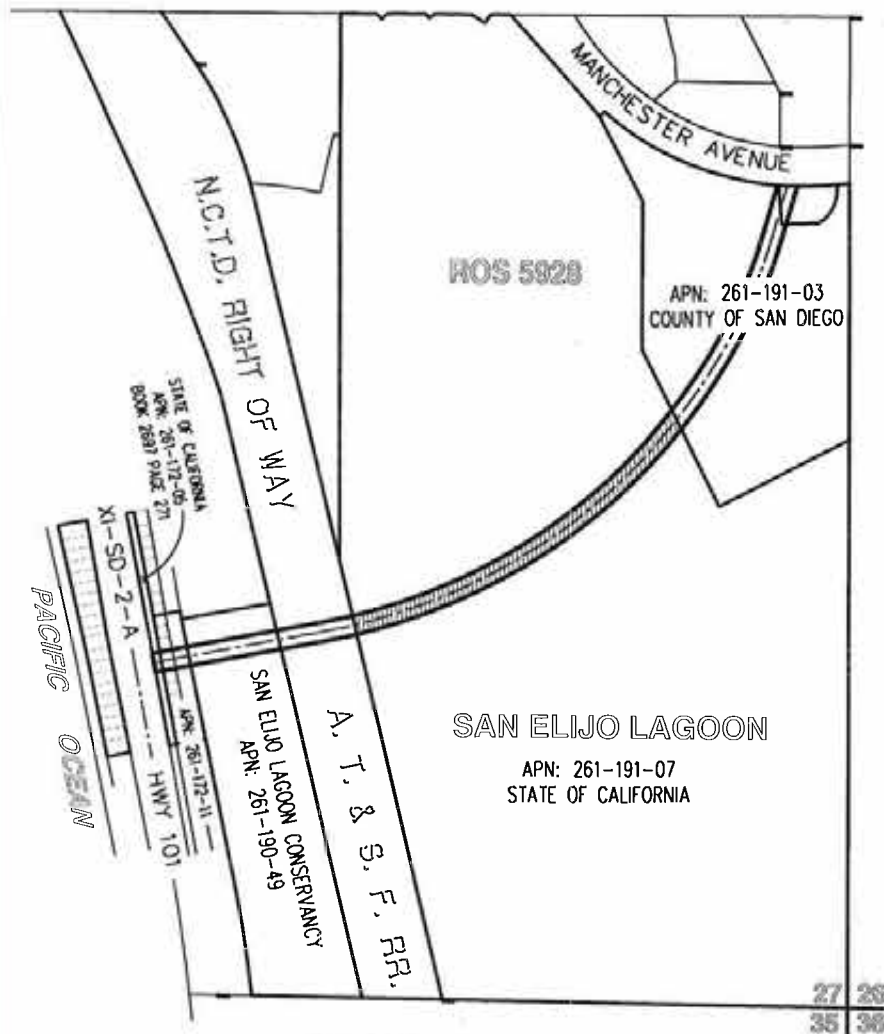 MANCHESTER AVENUE
N.C.T.D. RIGHT OF WAY
ROS 5928
APN: 261-191-03
COUNTY OF SAN DIEGO
STATE OF CALIFORNIA
APN: 261-172-05
BOOK 2697 PAGE 271
XI-SD-2-A
HWY 101
PACIFIC OCEAN
APN: 261-172-11
SAN ELIJO LAGOON CONSERVANCY
APN: 261-190-49
A. T. & S. F. RR.
SAN ELIJO LAGOON
APN: 261-191-07
STATE OF CALIFORNIA
27 26
35 36